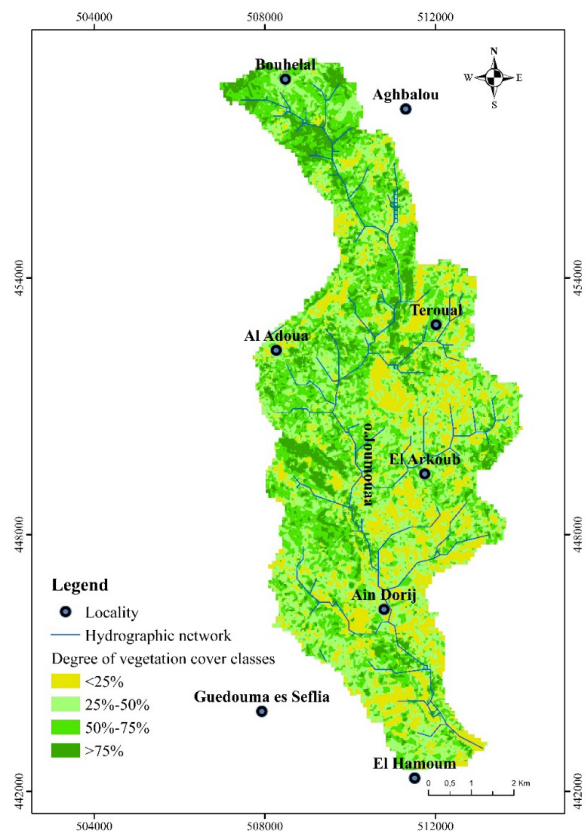 504000 508000 512000
Bouhelal
N
W E
S
Aghbalou
454000 454000
Teroual
Al Adoua
o.Joumouaa
El Arkoub
448000 448000
Legend
Locality
Hydrographic network
Degree of vegetation cover classes
<25%
25%-50%
50%-75%
>75%
Ain Dorij
Guedouma es Seflia
El Hamoum
0 0,5 1 2 Km
442000 442000
504000 508000 512000